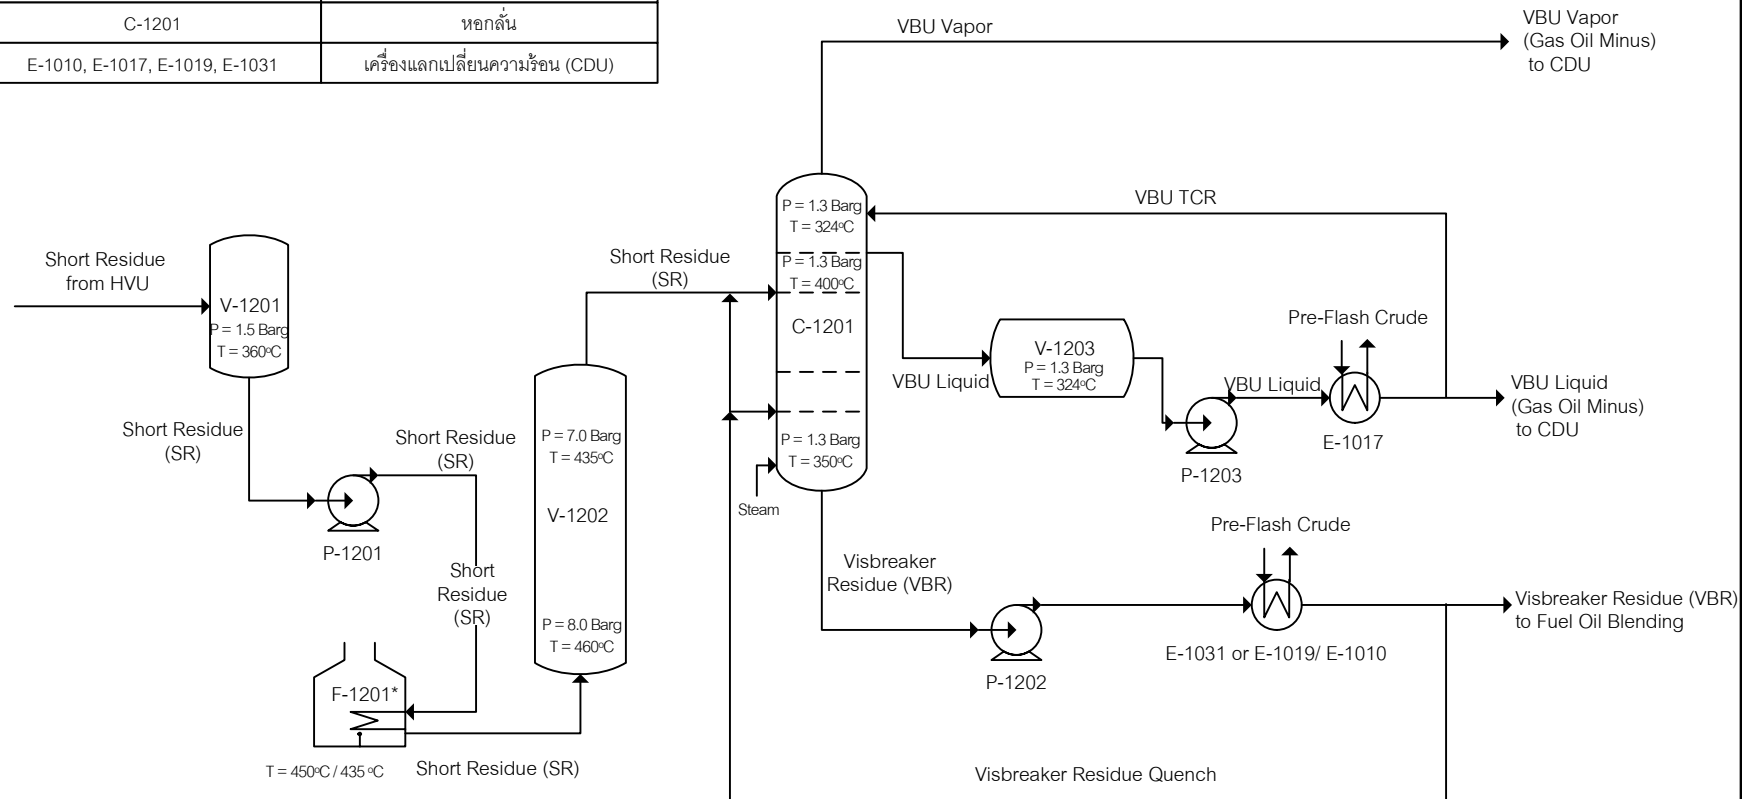 C-1201 หอกลั่น
E-1010, E-1017, E-1019, E-1031 เครื่องแลกเปลี่ยนความร้อน (CDU)
VBU Vapor
VBU Vapor
(Gas Oil Minus)
to CDU
P = 1.3 Barg
T = 324ºC
VBU TCR
Short Residue
from HVU
Short Residue
(SR)
P = 1.3 Barg
T = 400ºC
V-1201
P = 1.5 Barg
T = 360ºC
C-1201
Pre-Flash Crude
V-1203
P = 1.3 Barg
T = 324ºC
VBU Liquid
VBU Liquid
VBU Liquid
(Gas Oil Minus)
to CDU
E-1017
P-1203
Short Residue
(SR)
Short Residue
(SR)
P = 7.0 Barg
T = 435ºC
P = 1.3 Barg
T = 350ºC
Steam
V-1202
P-1201
Pre-Flash Crude
Short
Residue
(SR)
Visbreaker
Residue (VBR)
Visbreaker Residue (VBR)
to Fuel Oil Blending
P = 8.0 Barg
T = 460ºC
E-1031 or E-1019/ E-1010
P-1202
F-1201*
T = 450ºC / 435 ºC
Short Residue (SR)
Visbreaker Residue Quench